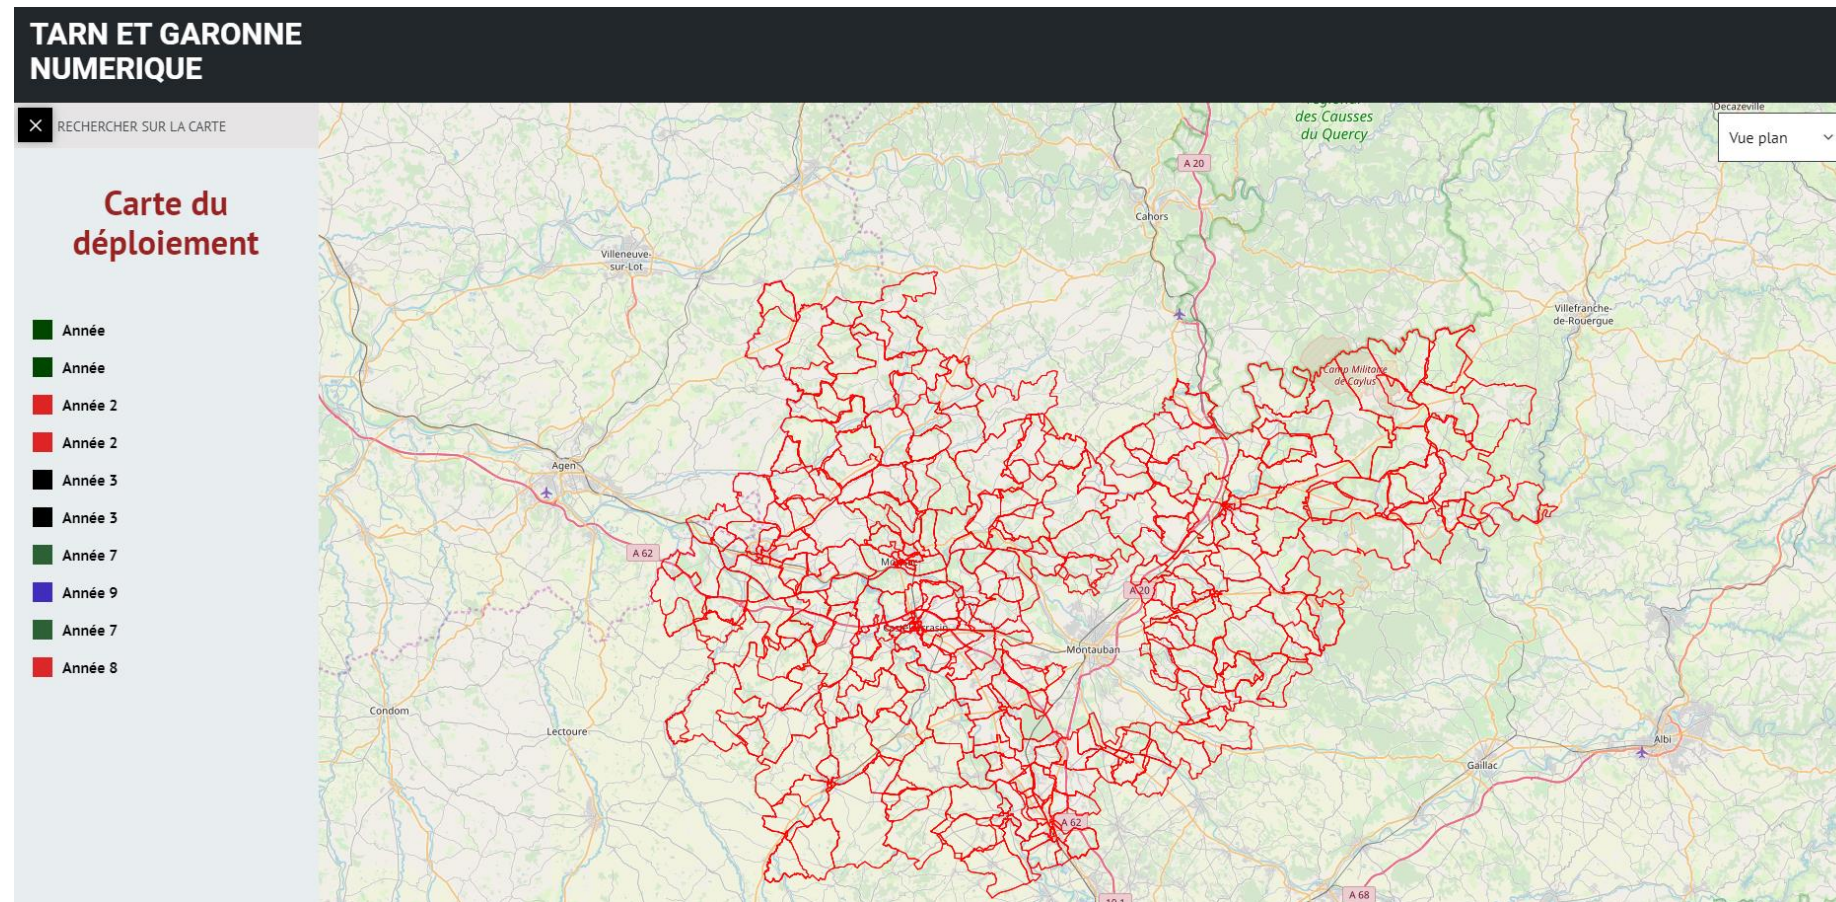 TARN ET GARONNE
NUMERIQUE
RECHERCHER SUR LA CARTE
Carte du
déploiement
Année
Année
Année 2
Année 2
Année 3
Année 3
Année 7
Année 9
Année 7
Année 8
Vue plan
Decazeville
des Causses
du Quercy
A 20
Cahors
Villeneuve-
sur-Lot
Villefranche-
de-Rouergue
Camp Militaire
de Caylus
Agen
A 62
A 20
Montauban
Condom
Lectoure
Albi
Gaillac
A 62
A 68